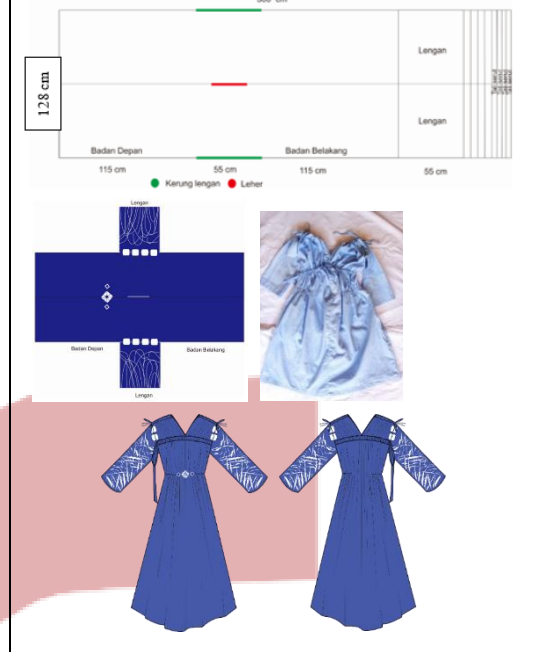 128 cm
Lengan
Lengan
Badan Depan
Badan Belakang
115 cm
55 cm
115 cm
55 cm
Kerung lengan
Leher
Badan Depan
Badan Belakang
Lengan